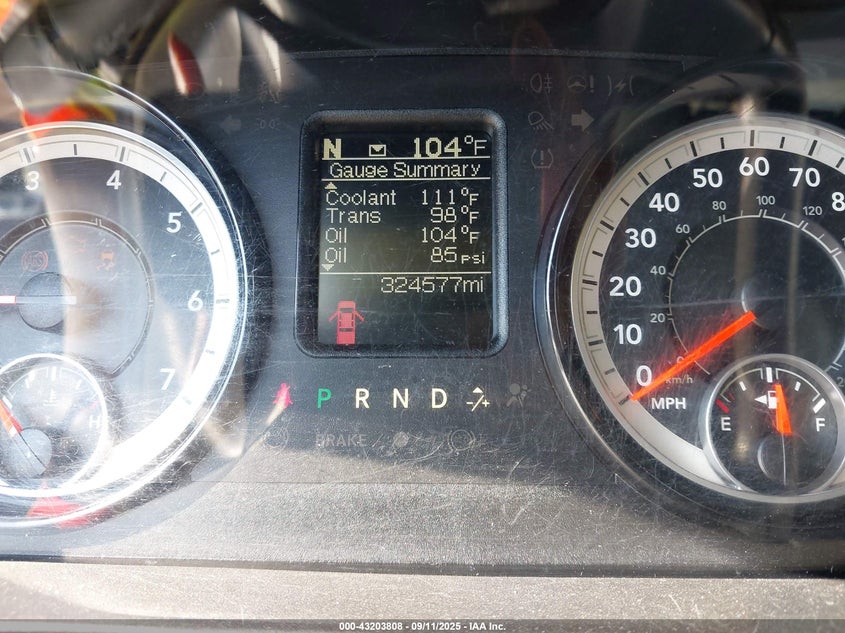 N 104°F
Gauge Summary
Coolant 111°F
Trans 98°F
Oil 104°F
Oil 85 PSI
324577mi
P R N D -/+
BRAKE
3 4 5 6 7
H
0 10 20 30 40 50 60 70 8
20 40 60 80 100 120
km/h
MPH
E F
000-43203808 - 09/11/2025 - IAA Inc.